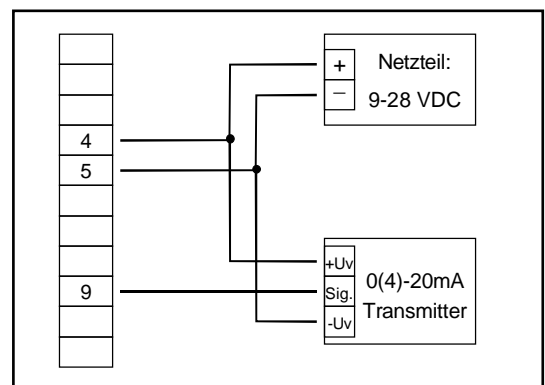 4
5
9
+
−
Netzteil:
9-28 VDC
+Uv
Sig.
-Uv
0(4)-20mA
Transmitter